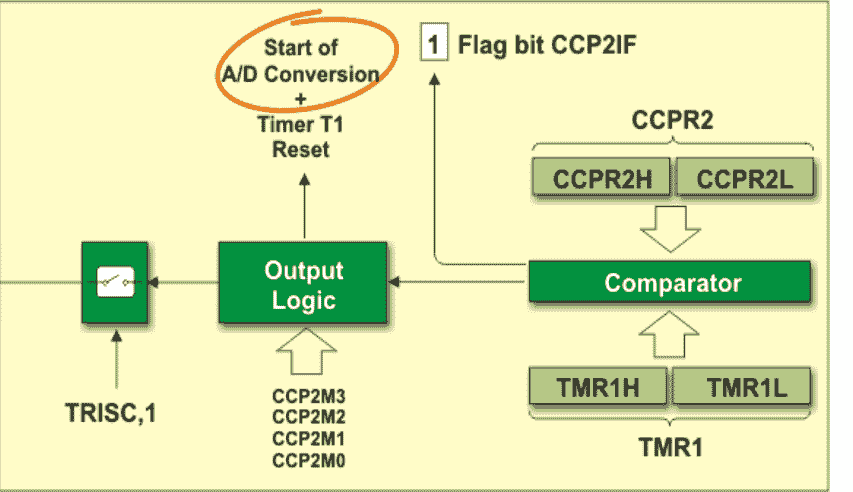 Start of
A/D Conversion
+
Timer T1
Reset
1 Flag bit CCP2IF
CCPR2
CCPR2H CCPR2L
Output
Logic
Comparator
TMR1H TMR1L
TMR1
TRISC,1
CCP2M3
CCP2M2
CCP2M1
CCP2M0